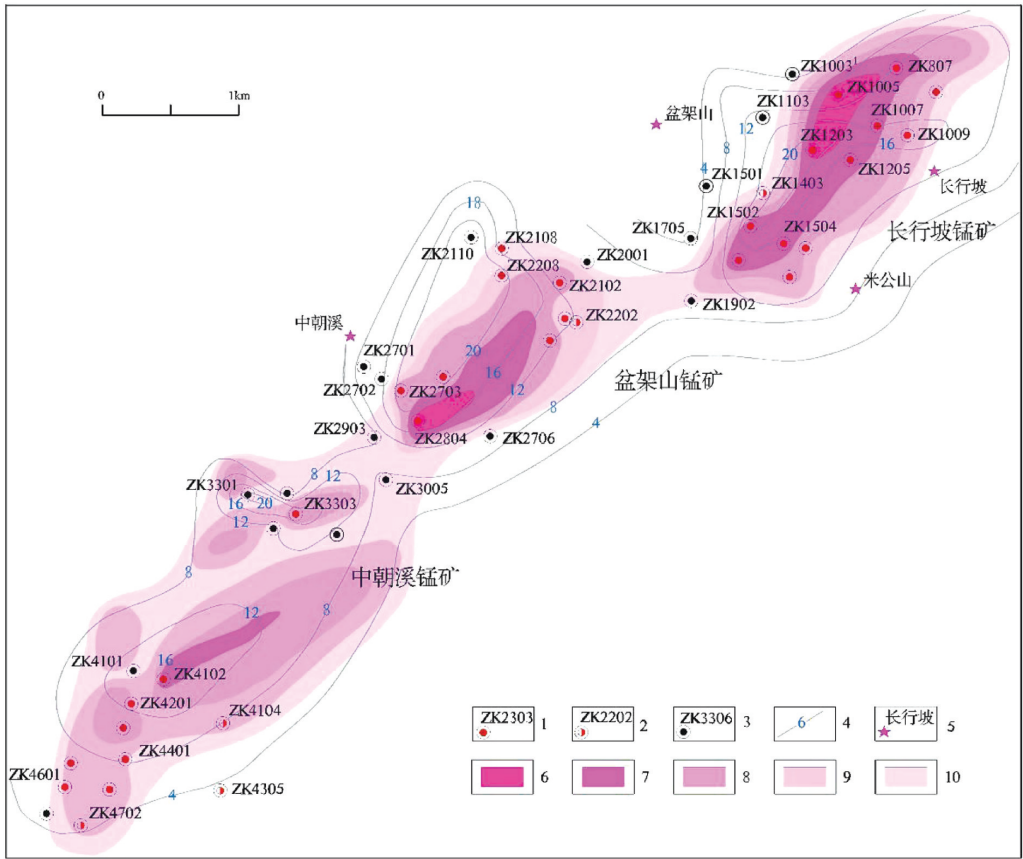 0 1km
ZK1003
ZK807
ZK1005
盆架山
ZK1103
ZK1007
12
ZK1203
ZK1009
8
20
16
4
ZK1501
ZK1205
ZK1403
长行坡
18
ZK1502
ZK1705
ZK1504
长行坡锰矿
ZK2108
ZK2110
ZK2001
ZK2208
ZK2102
米公山
ZK1902
中朝溪
ZK2202
ZK2701
20
16
盆架山锰矿
ZK2702
ZK2703
12
8
4
ZK2903
ZK2804
ZK2706
8
12
ZK3301
ZK3005
16
20
ZK3303
12
8
中朝溪锰矿
12
8
ZK4101
16
ZK4102
ZK4201
ZK4104
ZK4401
ZK4601
4
ZK4305
ZK4702
ZK2303 1
ZK2202 2
ZK3306 3
6 4
长行坡 5
6
7
8
9
10